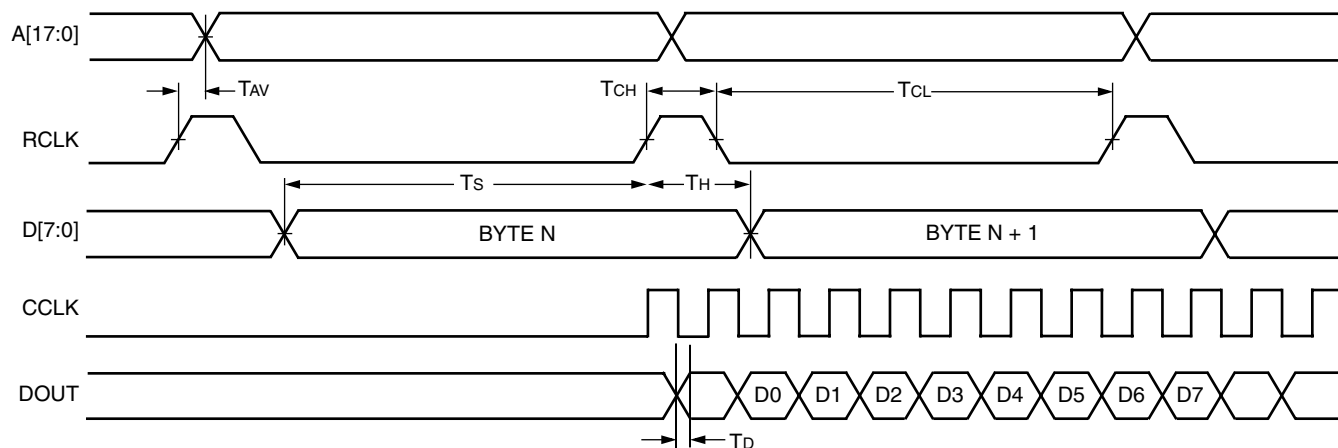 A[17:0]
TAV
TCH
TCL
RCLK
TS
TH
D[7:0]
BYTE N
BYTE N + 1
CCLK
DOUT
D0 D1 D2 D3 D4 D5 D6 D7
TD